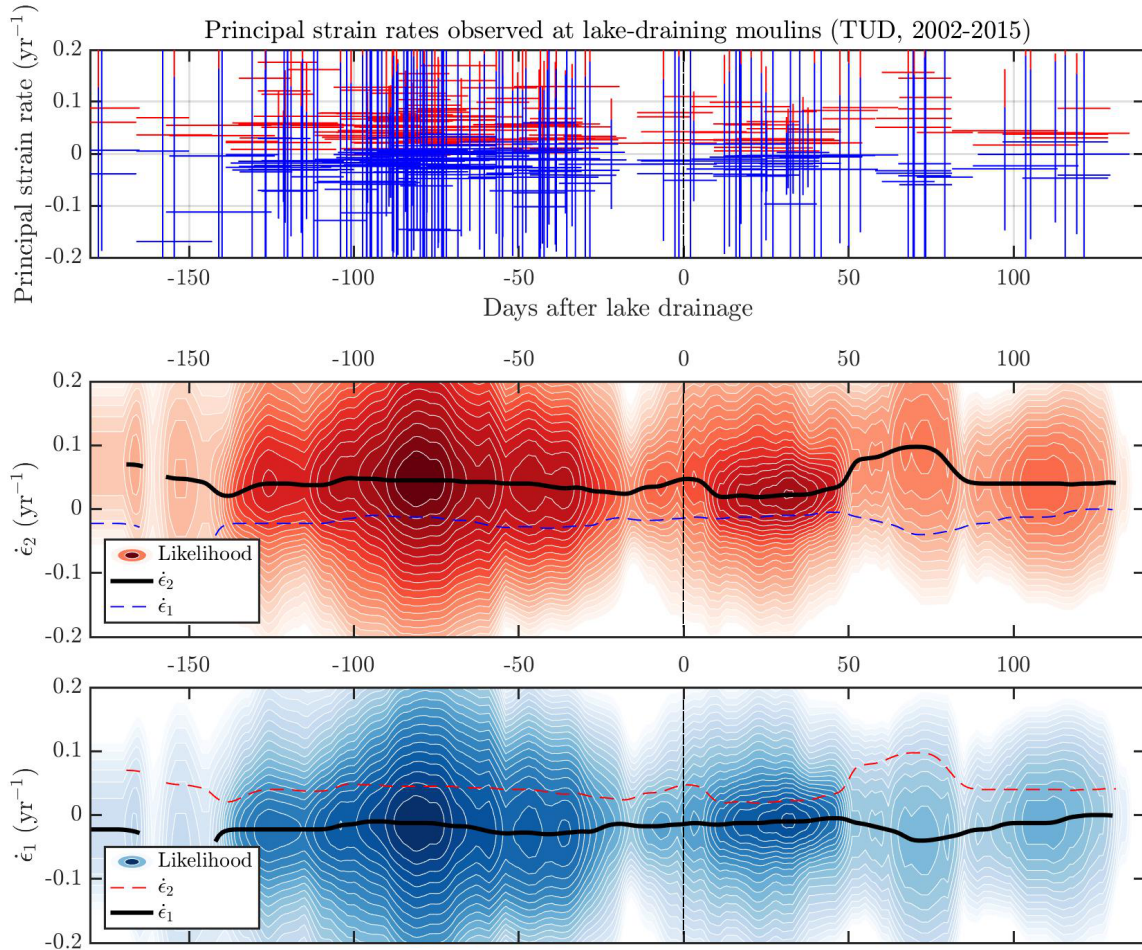 Principal strain rates observed at lake-draining moulins (TUD, 2002-2015)
Principal strain rate (yr⁻¹)
0.2
0.1
0
-0.1
-0.2
-150 -100 -50 0 50 100
Days after lake drainage
-150 -100 -50 0 50 100
ϵ̇₂ (yr⁻¹)
0.2
0.1
0
-0.1
-0.2
Likelihood
ϵ̇₂
ϵ̇₁
-150 -100 -50 0 50 100
ϵ̇₁ (yr⁻¹)
0.2
0.1
0
-0.1
-0.2
Likelihood
ϵ̇₂
ϵ̇₁